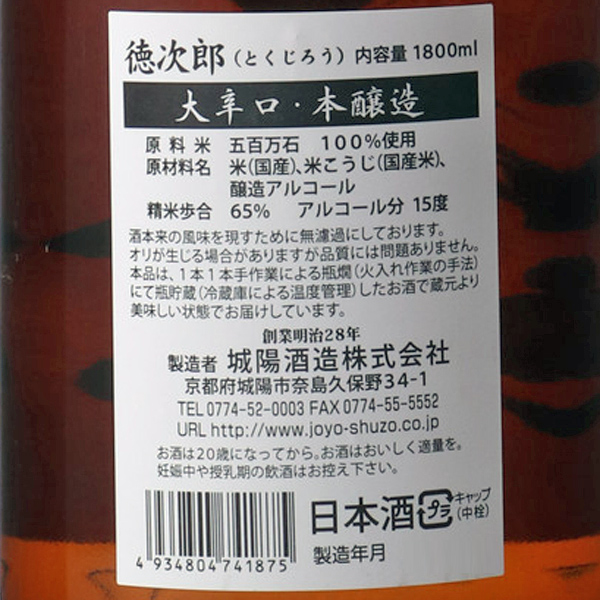 徳次郎（とくじろう）内容量 1800ml
大辛口・本醸造
原料米 五百万石 100%使用
原材料名 米(国産)、米こうじ(国産米)、
醸造アルコール
精米歩合 65% アルコール分 15度
酒本来の風味を現すために無濾過にしております。
オリが生じる場合がありますが品質には問題ありません。
本品は、1本1本手作業による瓶燗(火入れ作業の手法)
にて瓶貯蔵(冷蔵庫による温度管理)したお酒で蔵元より
美味しい状態でお届けしています。
創業明治28年
製造者 城陽酒造株式会社
京都府城陽市奈島久保野34-1
TEL 0774-52-0003 FAX 0774-55-5552
URL http://www.joyo-shuzo.co.jp
お酒は20歳になってから。お酒はおいしく適量を。
妊娠中や授乳期の飲酒はお控え下さい。
4 934804 741875
日本酒 プラ キャップ
(中栓)
製造年月